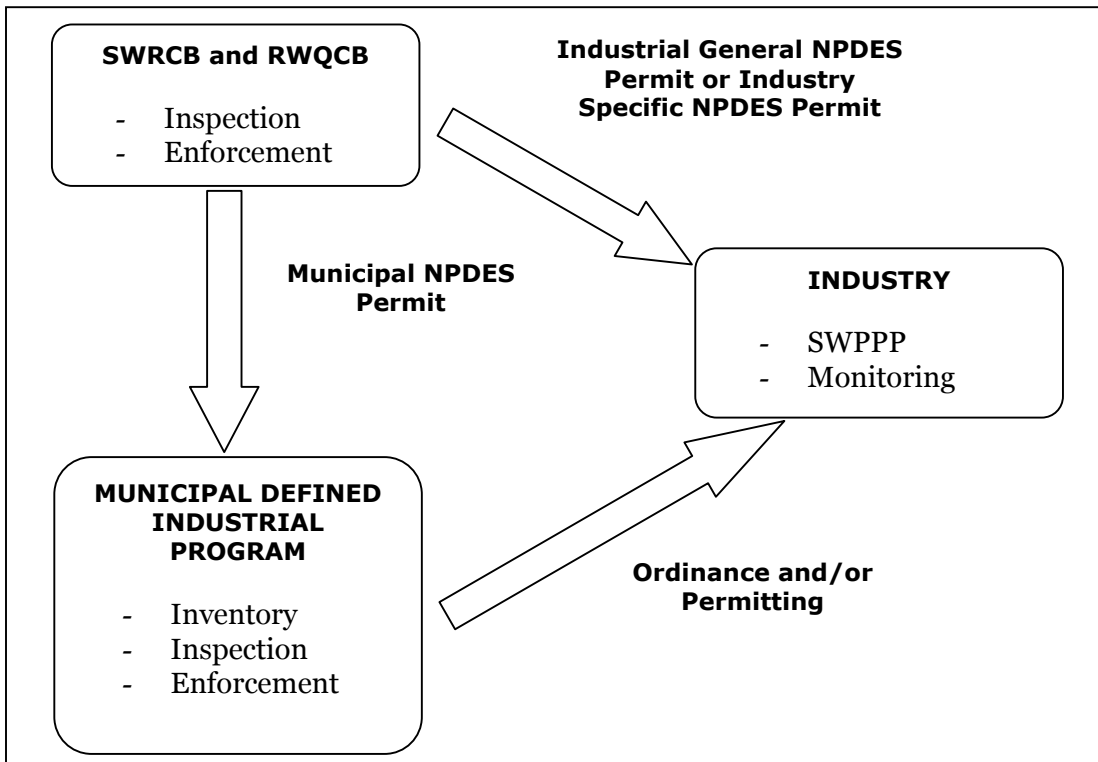 SWRCB and RWQCB
- Inspection
- Enforcement
Industrial General NPDES
Permit or Industry
Specific NPDES Permit
Municipal NPDES
Permit
INDUSTRY
- SWPPP
- Monitoring
MUNICIPAL DEFINED
INDUSTRIAL
PROGRAM
- Inventory
- Inspection
- Enforcement
Ordinance and/or
Permitting